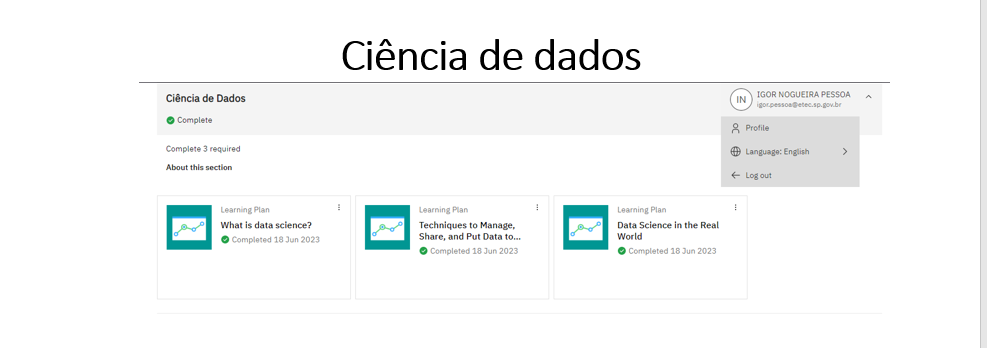 Ciência de dados
Ciência de Dados
Complete
IN
IGOR NOGUEIRA PESSOA
igor.pessoa@etec.sp.gov.br
Profile
Language: English
Log out
Complete 3 required
About this section
Learning Plan
What is data science?
Completed 18 Jun 2023
Learning Plan
Techniques to Manage,
Share, and Put Data to...
Completed 18 Jun 2023
Learning Plan
Data Science in the Real
World
Completed 18 Jun 2023